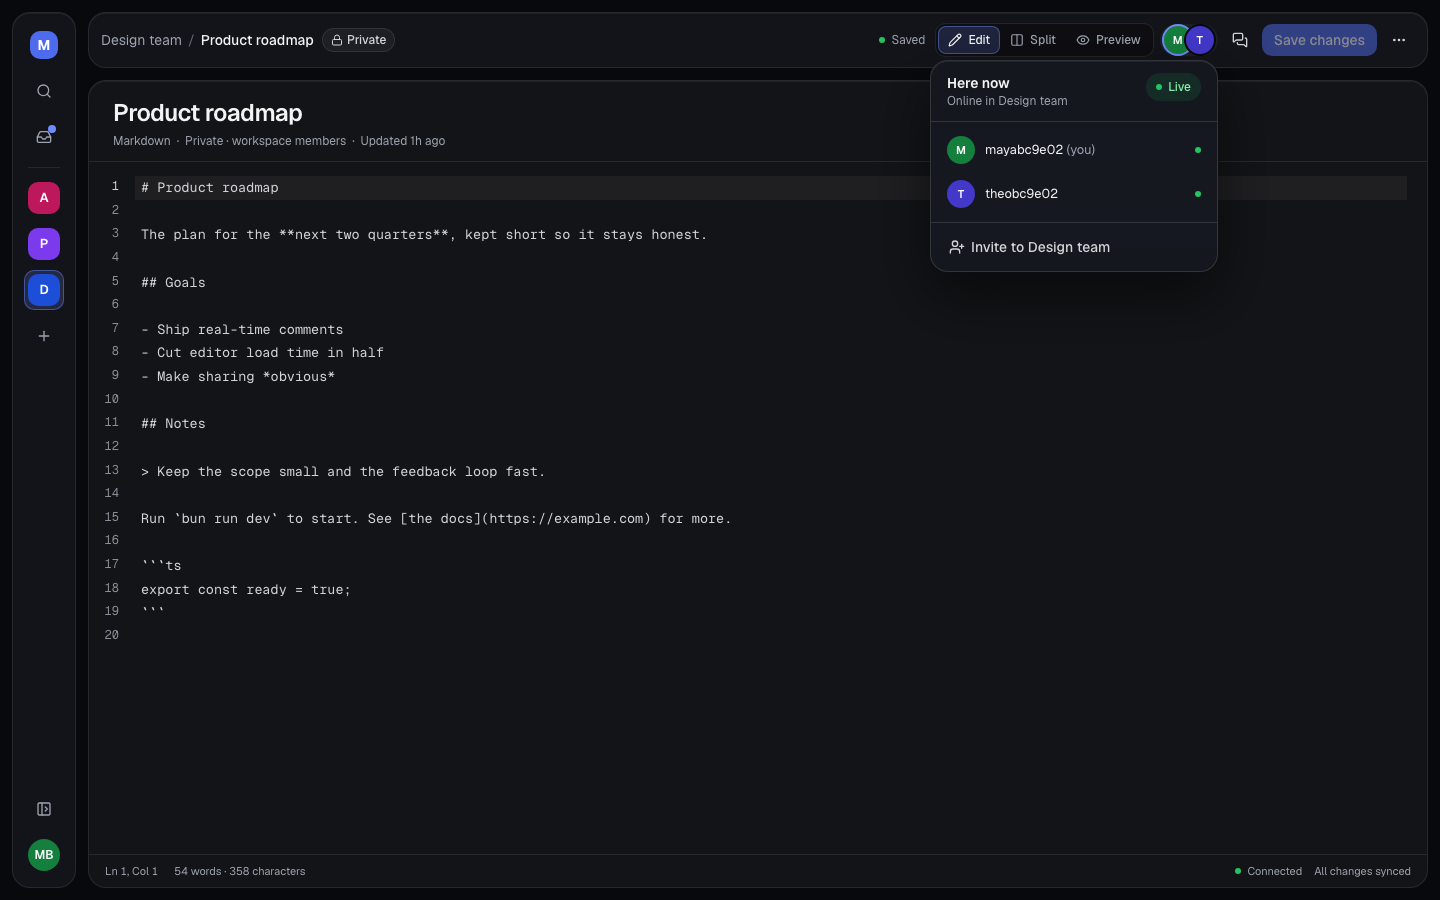 M
A
P
D
MB
Design team / Product roadmap Private
Saved Edit Split Preview M T Save changes
Product roadmap
Markdown · Private · workspace members · Updated 1h ago
Here now
Online in Design team
Live
M mayabc9e02 (you)
T theobc9e02
Invite to Design team
1 # Product roadmap
2
3 The plan for the **next two quarters**, kept short so it stays honest.
4
5 ## Goals
6
7 - Ship real-time comments
8 - Cut editor load time in half
9 - Make sharing *obvious*
10
11 ## Notes
12
13 > Keep the scope small and the feedback loop fast.
14
15 Run `bun run dev` to start. See [the docs](https://example.com) for more.
16
17 ```ts
18 export const ready = true;
19 ```
20
Ln 1, Col 1 54 words · 358 characters
Connected All changes synced